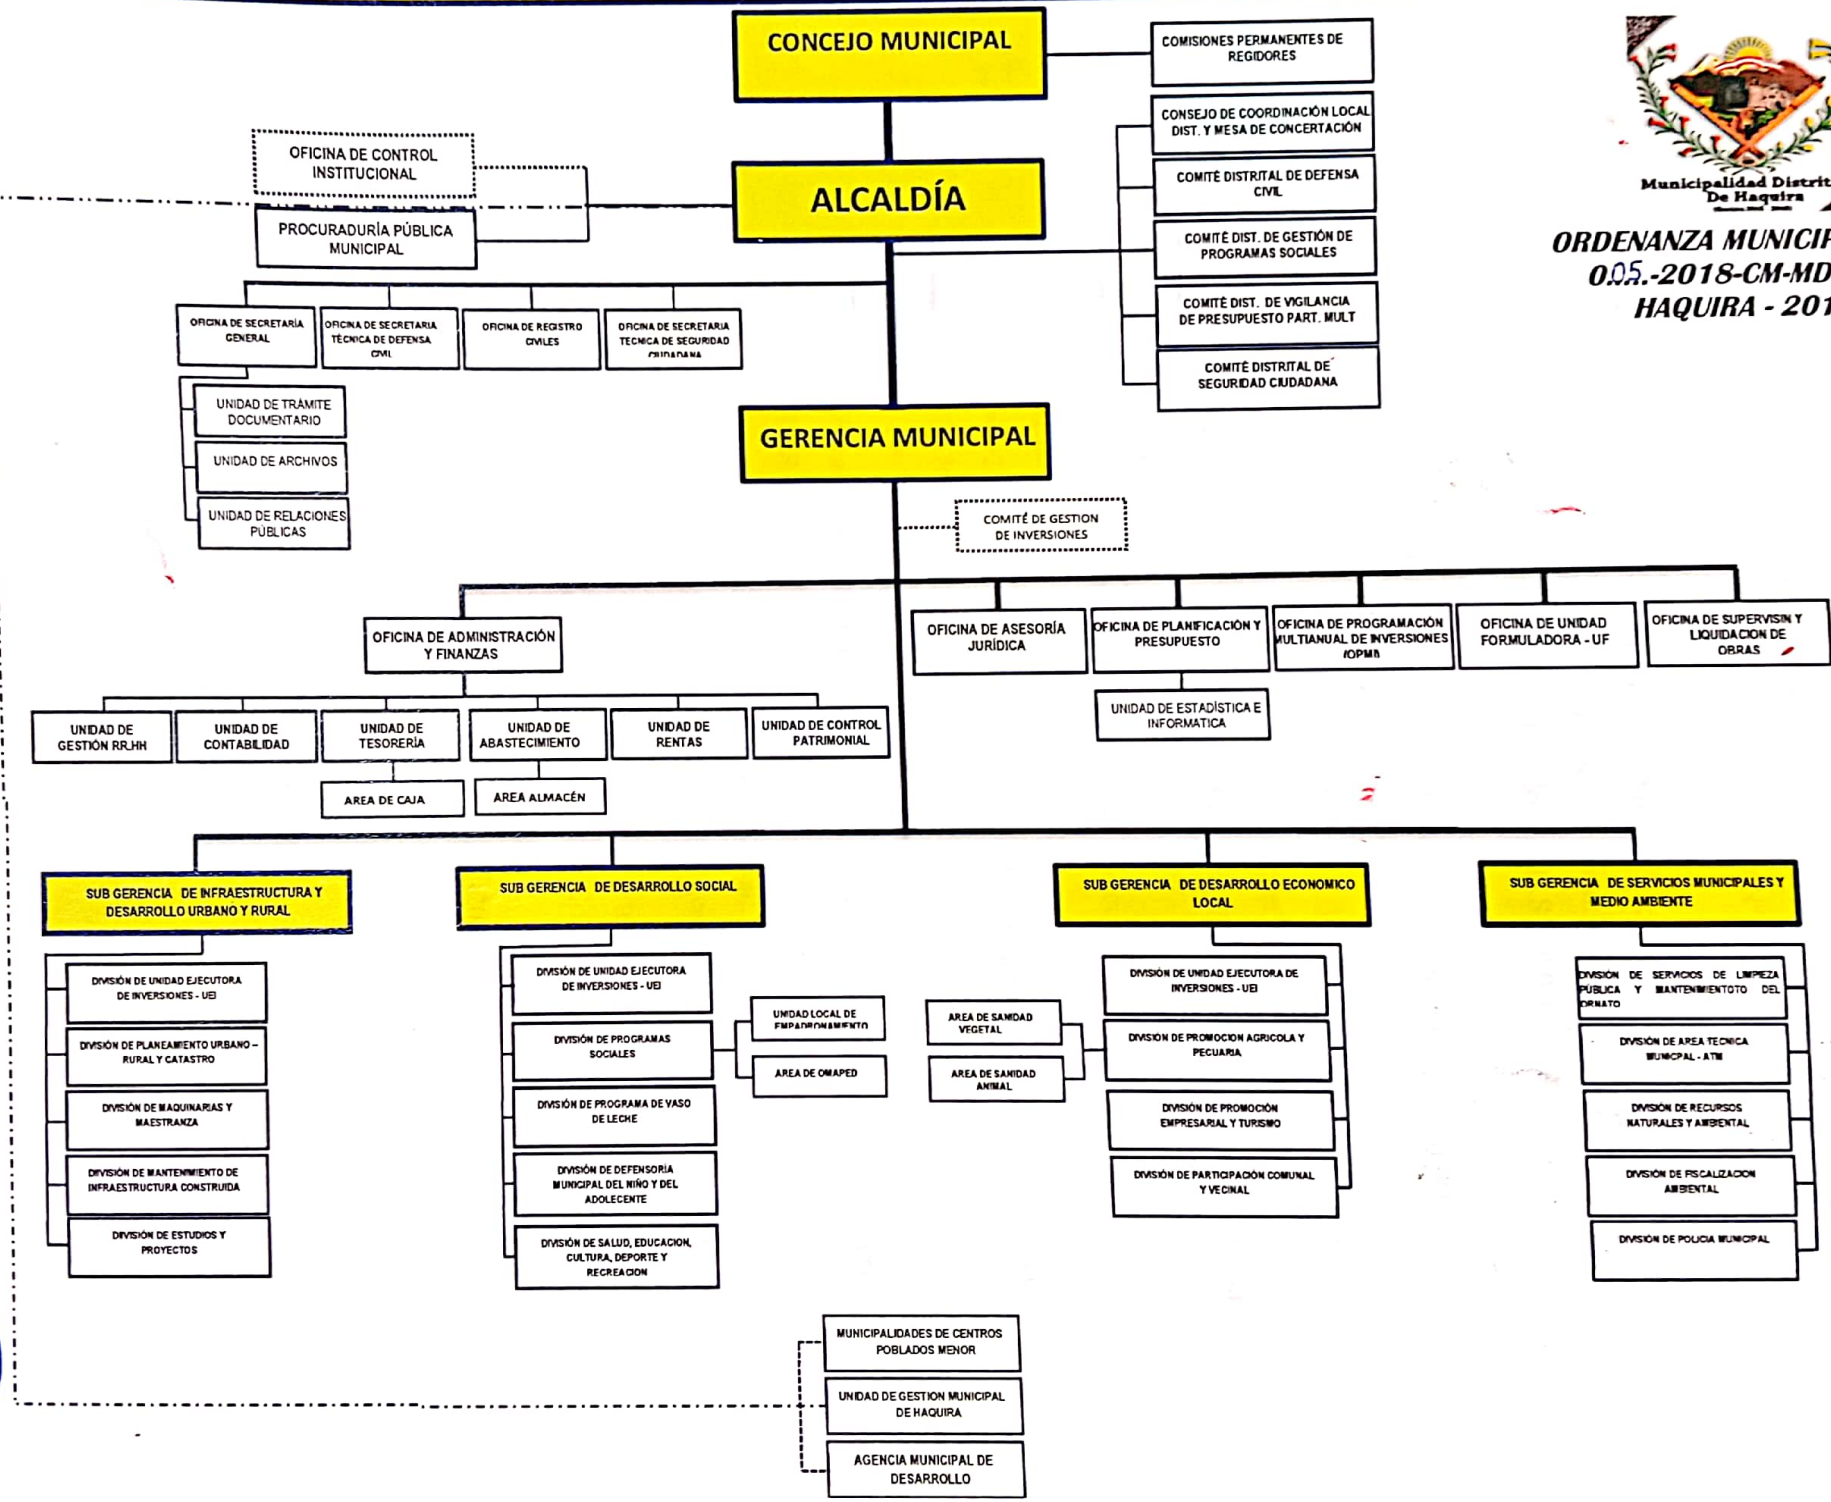 CONCEJO MUNICIPAL
COMISIONES PERMANENTES DE
REGIDORES
CONSEJO DE COORDINACIÓN LOCAL
DIST. Y MESA DE CONCERTACIÓN
OFICINA DE CONTROL
INSTITUCIONAL
ALCALDÍA
COMITÉ DISTRITAL DE DEFENSA
CIVIL
Municipalidad Distrit
De Haquira
PROCURADURÍA PÚBLICA
MUNICIPAL
COMITÉ DIST. DE GESTIÓN DE
PROGRAMAS SOCIALES
ORDENANZA MUNICIP
005.-2018-CM-MD
HAQUIRA - 201
COMITÉ DIST. DE VIGILANCIA
DE PRESUPUESTO PART. MULT
COMITÉ DISTRITAL DE
SEGURIDAD CIUDADANA
OFICINA DE SECRETARÍA
GENERAL
OFICINA DE SECRETARIA
TÉCNICA DE DEFENSA
CIVIL
OFICINA DE REGISTRO
CIVILES
OFICINA DE SECRETARIA
TECNICA DE SEGURIDAD
CIUDADANA
UNIDAD DE TRÁMITE
DOCUMENTARIO
UNIDAD DE ARCHIVOS
UNIDAD DE RELACIONES
PÚBLICAS
GERENCIA MUNICIPAL
COMITÉ DE GESTION
DE INVERSIONES
OFICINA DE ADMINISTRACIÓN
Y FINANZAS
OFICINA DE ASESORÍA
JURÍDICA
OFICINA DE PLANIFICACIÓN Y
PRESUPUESTO
OFICINA DE PROGRAMACIÓN
MULTIANUAL DE INVERSIONES
(OPMI)
OFICINA DE UNIDAD
FORMULADORA - UF
OFICINA DE SUPERVISIN Y
LIQUIDACION DE
OBRAS
UNIDAD DE ESTADÍSTICA E
INFORMATICA
UNIDAD DE
GESTIÓN RR.HH
UNIDAD DE
CONTABILIDAD
UNIDAD DE
TESORERÍA
UNIDAD DE
ABASTECIMIENTO
UNIDAD DE
RENTAS
UNIDAD DE CONTROL
PATRIMONIAL
AREA DE CAJA
AREA ALMACÉN
SUB GERENCIA DE INFRAESTRUCTURA Y
DESARROLLO URBANO Y RURAL
SUB GERENCIA DE DESARROLLO SOCIAL
SUB GERENCIA DE DESARROLLO ECONOMICO
LOCAL
SUB GERENCIA DE SERVICIOS MUNICIPALES Y
MEDIO AMBIENTE
DIVISIÓN DE UNIDAD EJECUTORA
DE INVERSIONES - UEI
DIVISIÓN DE PLANEAMIENTO URBANO –
RURAL Y CATASTRO
DIVISIÓN DE MAQUINARIAS Y
MAESTRANZA
DIIVISIÓN DE MANTENIMIENTO DE
INFRAESTRUCTURA CONSTRUIDA
DIVISIÓN DE ESTUDIOS Y
PROYECTOS
DIVISIÓN DE UNIDAD EJECUTORA
DE INVERSIONES - UEI
DIVISIÓN DE PROGRAMAS
SOCIALES
UNIDAD LOCAL DE
EMPADRONAMIENTO
AREA DE OMAPED
DIVISIÓN DE PROGRAMA DE VASO
DE LECHE
DIVISIÓN DE DEFENSORÍA
MUNICIPAL DEL NIÑO Y DEL
ADOLECENTE
DIVISIÓN DE SALUD, EDUCACION,
CULTURA, DEPORTE Y
RECREACION
DIVISIÓN DE UNIDAD EJECUTORA DE
INVERSIONES - UEI
AREA DE SANIDAD
VEGETAL
AREA DE SANIDAD
ANIMAL
DIVISIÓN DE PROMOCION AGRICOLA Y
PECUARIA
DIVISIÓN DE PROMOCIÓN
EMPRESARIAL Y TURISMO
DIVISIÓN DE PARTICIPACIÓN COMUNAL
Y VECINAL
DIVISIÓN DE SERVICIOS DE LIMPIEZA
PÚBLICA Y MANTENIMIENTOTO DEL
ORNATO
DIVISIÓN DE AREA TECNICA
MUNICPAL - ATM
DIVISIÓN DE RECURSOS
NATURALES Y AMBIENTAL
DIVISIÓN DE FISCALIZACION
AMBIENTAL
DIVISIÓN DE POLICIA MUNICIPAL
MUNICIPALIDADES DE CENTROS
POBLADOS MENOR
UNIDAD DE GESTION MUNICIPAL
DE HAQUIRA
AGENCIA MUNICIPAL DE
DESARROLLO